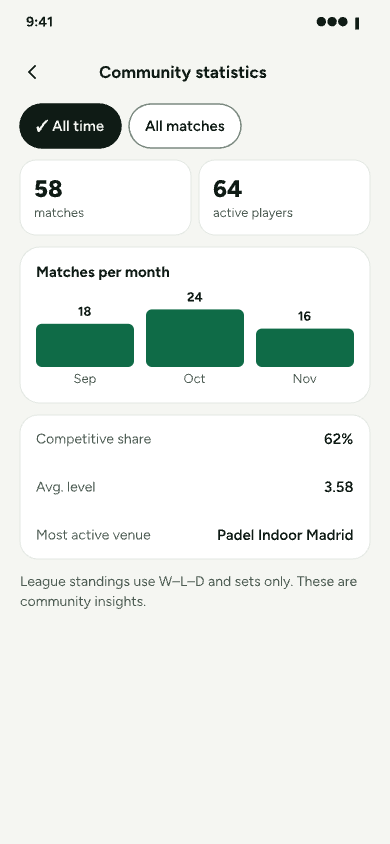 9:41
Community statistics
✓ All time
All matches
58
matches
64
active players
Matches per month
18
24
16
Sep
Oct
Nov
Competitive share
62%
Avg. level
3.58
Most active venue
Padel Indoor Madrid
League standings use W–L–D and sets only. These are
community insights.